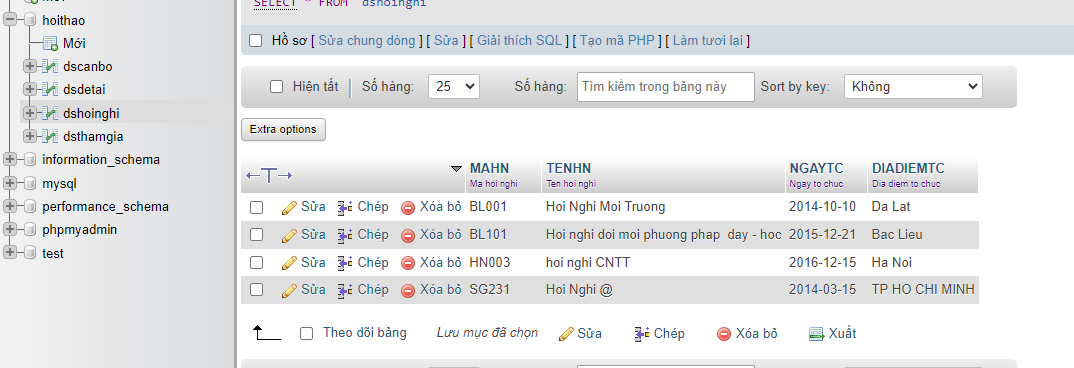 SELECT * FROM `dshoinghi`
hoithao
Mới
dscanbo
dsdetai
dshoinghi
dsthamgia
information_schema
mysql
performance_schema
phpmyadmin
test
Hồ sơ [ Sửa chung dòng ] [ Sửa ] [ Giải thích SQL ] [ Tạo mã PHP ] [ Làm tươi lại ]
Hiện tất Số hàng: 25 Số hàng: Tìm kiếm trong bảng này Sort by key: Không
Extra options
MAHN TENHN NGAYTC DIADIEMTC
Ma hoi nghi Ten hoi nghi Ngay to chuc Dia diem to chuc
Sửa Chép Xóa bỏ BL001 Hoi Nghi Moi Truong 2014-10-10 Da Lat
Sửa Chép Xóa bỏ BL101 Hoi nghi doi moi phuong phap day - hoc 2015-12-21 Bac Lieu
Sửa Chép Xóa bỏ HN003 hoi nghi CNTT 2016-12-15 Ha Noi
Sửa Chép Xóa bỏ SG231 Hoi Nghi @ 2014-03-15 TP HO CHI MINH
Theo dõi bảng Lưu mục đã chọn Sửa Chép Xóa bỏ Xuất